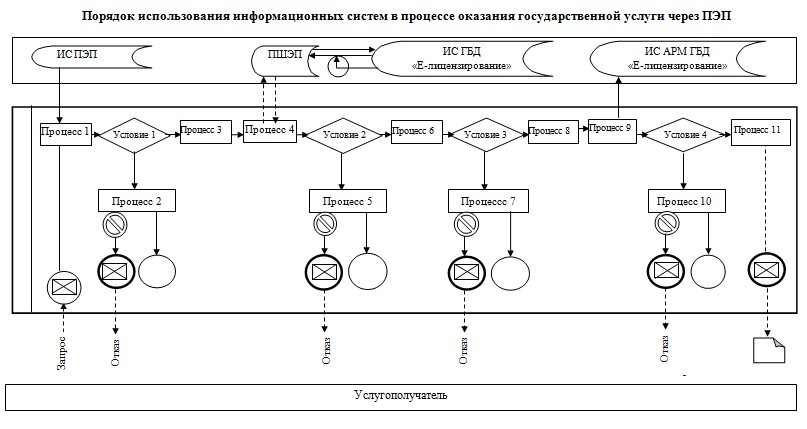 Порядок использования информационных систем в процессе оказания государственной услуги через ПЭП
ИС ПЭП
ПШЭП
ИС ГБД
«Е-лицензирование»
ИС АРМ ГБД
«Е-лицензирование»
Процесс 1
Условие 1
Процесс 3
Процесс 4
Условие 2
Процесс 6
Условие 3
Процесс 8
Процесс 9
Условие 4
Процесс 11
Процесс 2
Процесс 5
Процесс 7
Процесс 10
Запрос
Отказ
Отказ
Отказ
Отказ
Услугополучатель